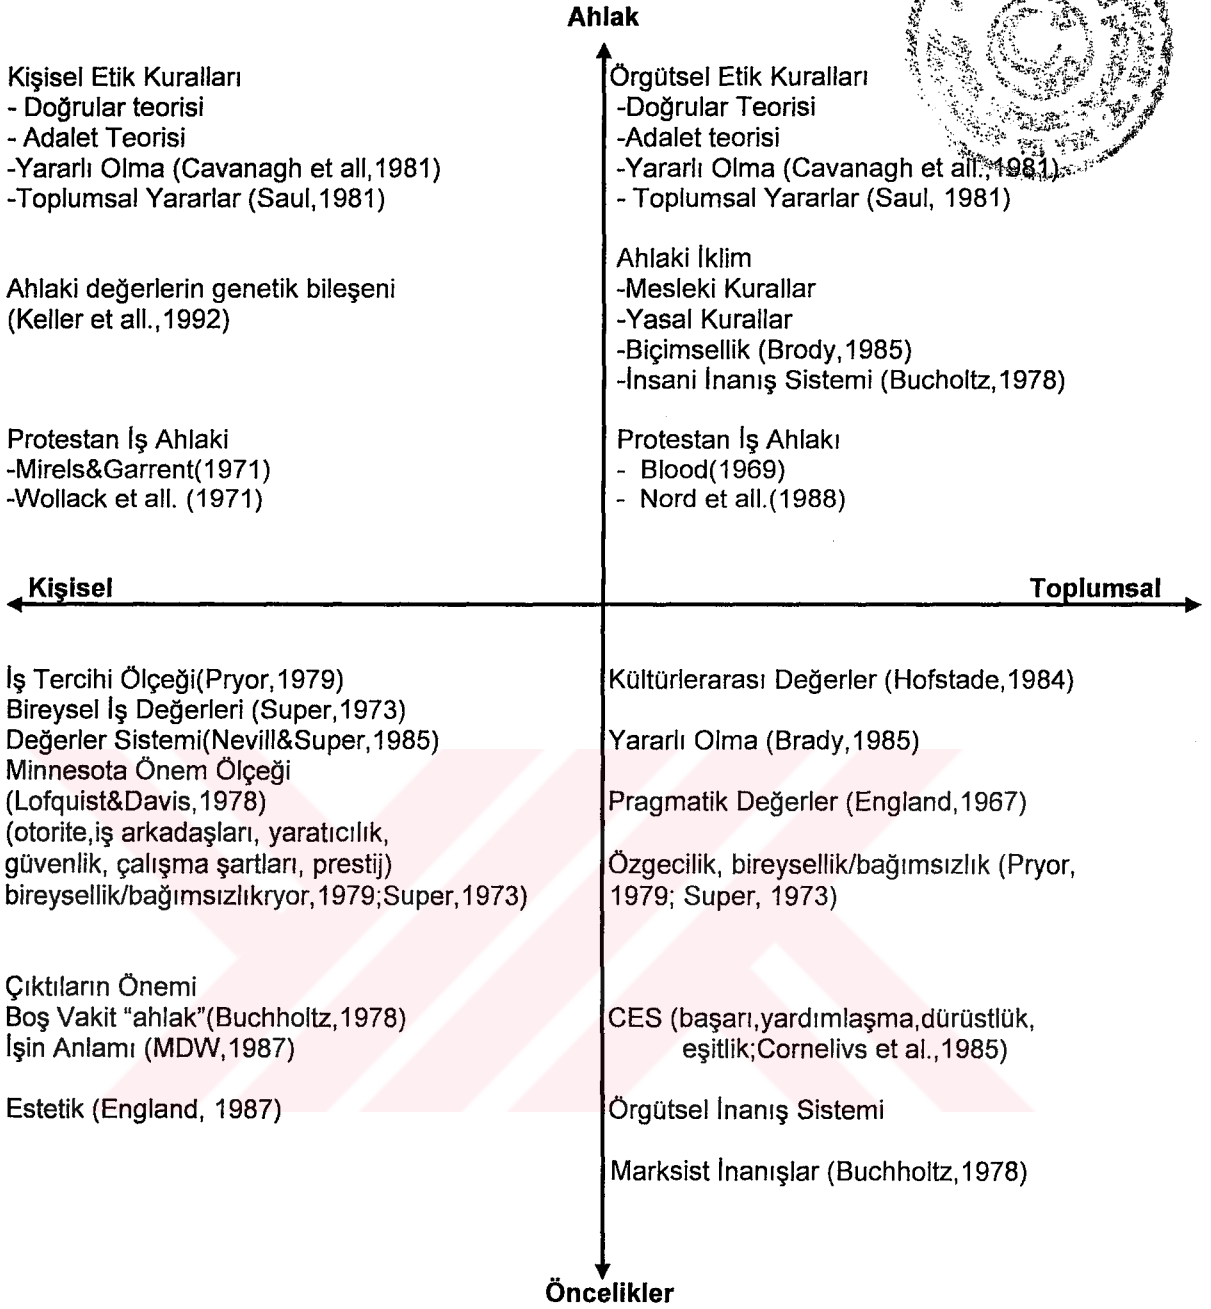 Ahlak
Kişisel Etik Kuralları
- Doğrular teorisi
- Adalet Teorisi
-Yararlı Olma (Cavanagh et all,1981)
-Toplumsal Yararlar (Saul,1981)
Ahlaki değerlerin genetik bileşeni
(Keller et all.,1992)
Protestan İş Ahlaki
-Mirels&Garrent(1971)
-Wollack et all. (1971)
Örgütsel Etik Kuralları
-Doğrular Teorisi
-Adalet teorisi
-Yararlı Olma (Cavanagh et all.,1981)
- Toplumsal Yararlar (Saul, 1981)
Ahlaki İklim
-Mesleki Kurallar
-Yasal Kurallar
-Biçimsellik (Brody,1985)
-İnsani İnanış Sistemi (Bucholtz,1978)
Protestan İş Ahlakı
- Blood(1969)
- Nord et all.(1988)
Kişisel
Toplumsal
İş Tercihi Ölçeği(Pryor,1979)
Bireysel İş Değerleri (Super,1973)
Değerler Sistemi(Nevill&Super,1985)
Minnesota Önem Ölçeği
(Lofquist&Davis,1978)
(otorite,iş arkadaşları, yaratıcılık,
güvenlik, çalışma şartları, prestij)
bireysellik/bağımsızlıkryor,1979;Super,1973)
Çıktıların Önemi
Boş Vakit “ahlak”(Buchholtz,1978)
İşin Anlamı (MDW,1987)
Estetik (England, 1987)
Kültürlerarası Değerler (Hofstade,1984)
Yararlı Olma (Brady,1985)
Pragmatik Değerler (England,1967)
Özgecilik, bireysellik/bağımsızlık (Pryor,
1979; Super, 1973)
CES (başarı,yardımlaşma,dürüstlük,
eşitlik;Cornelivs et al.,1985)
Örgütsel İnanış Sistemi
Marksist İnanışlar (Buchholtz,1978)
Öncelikler